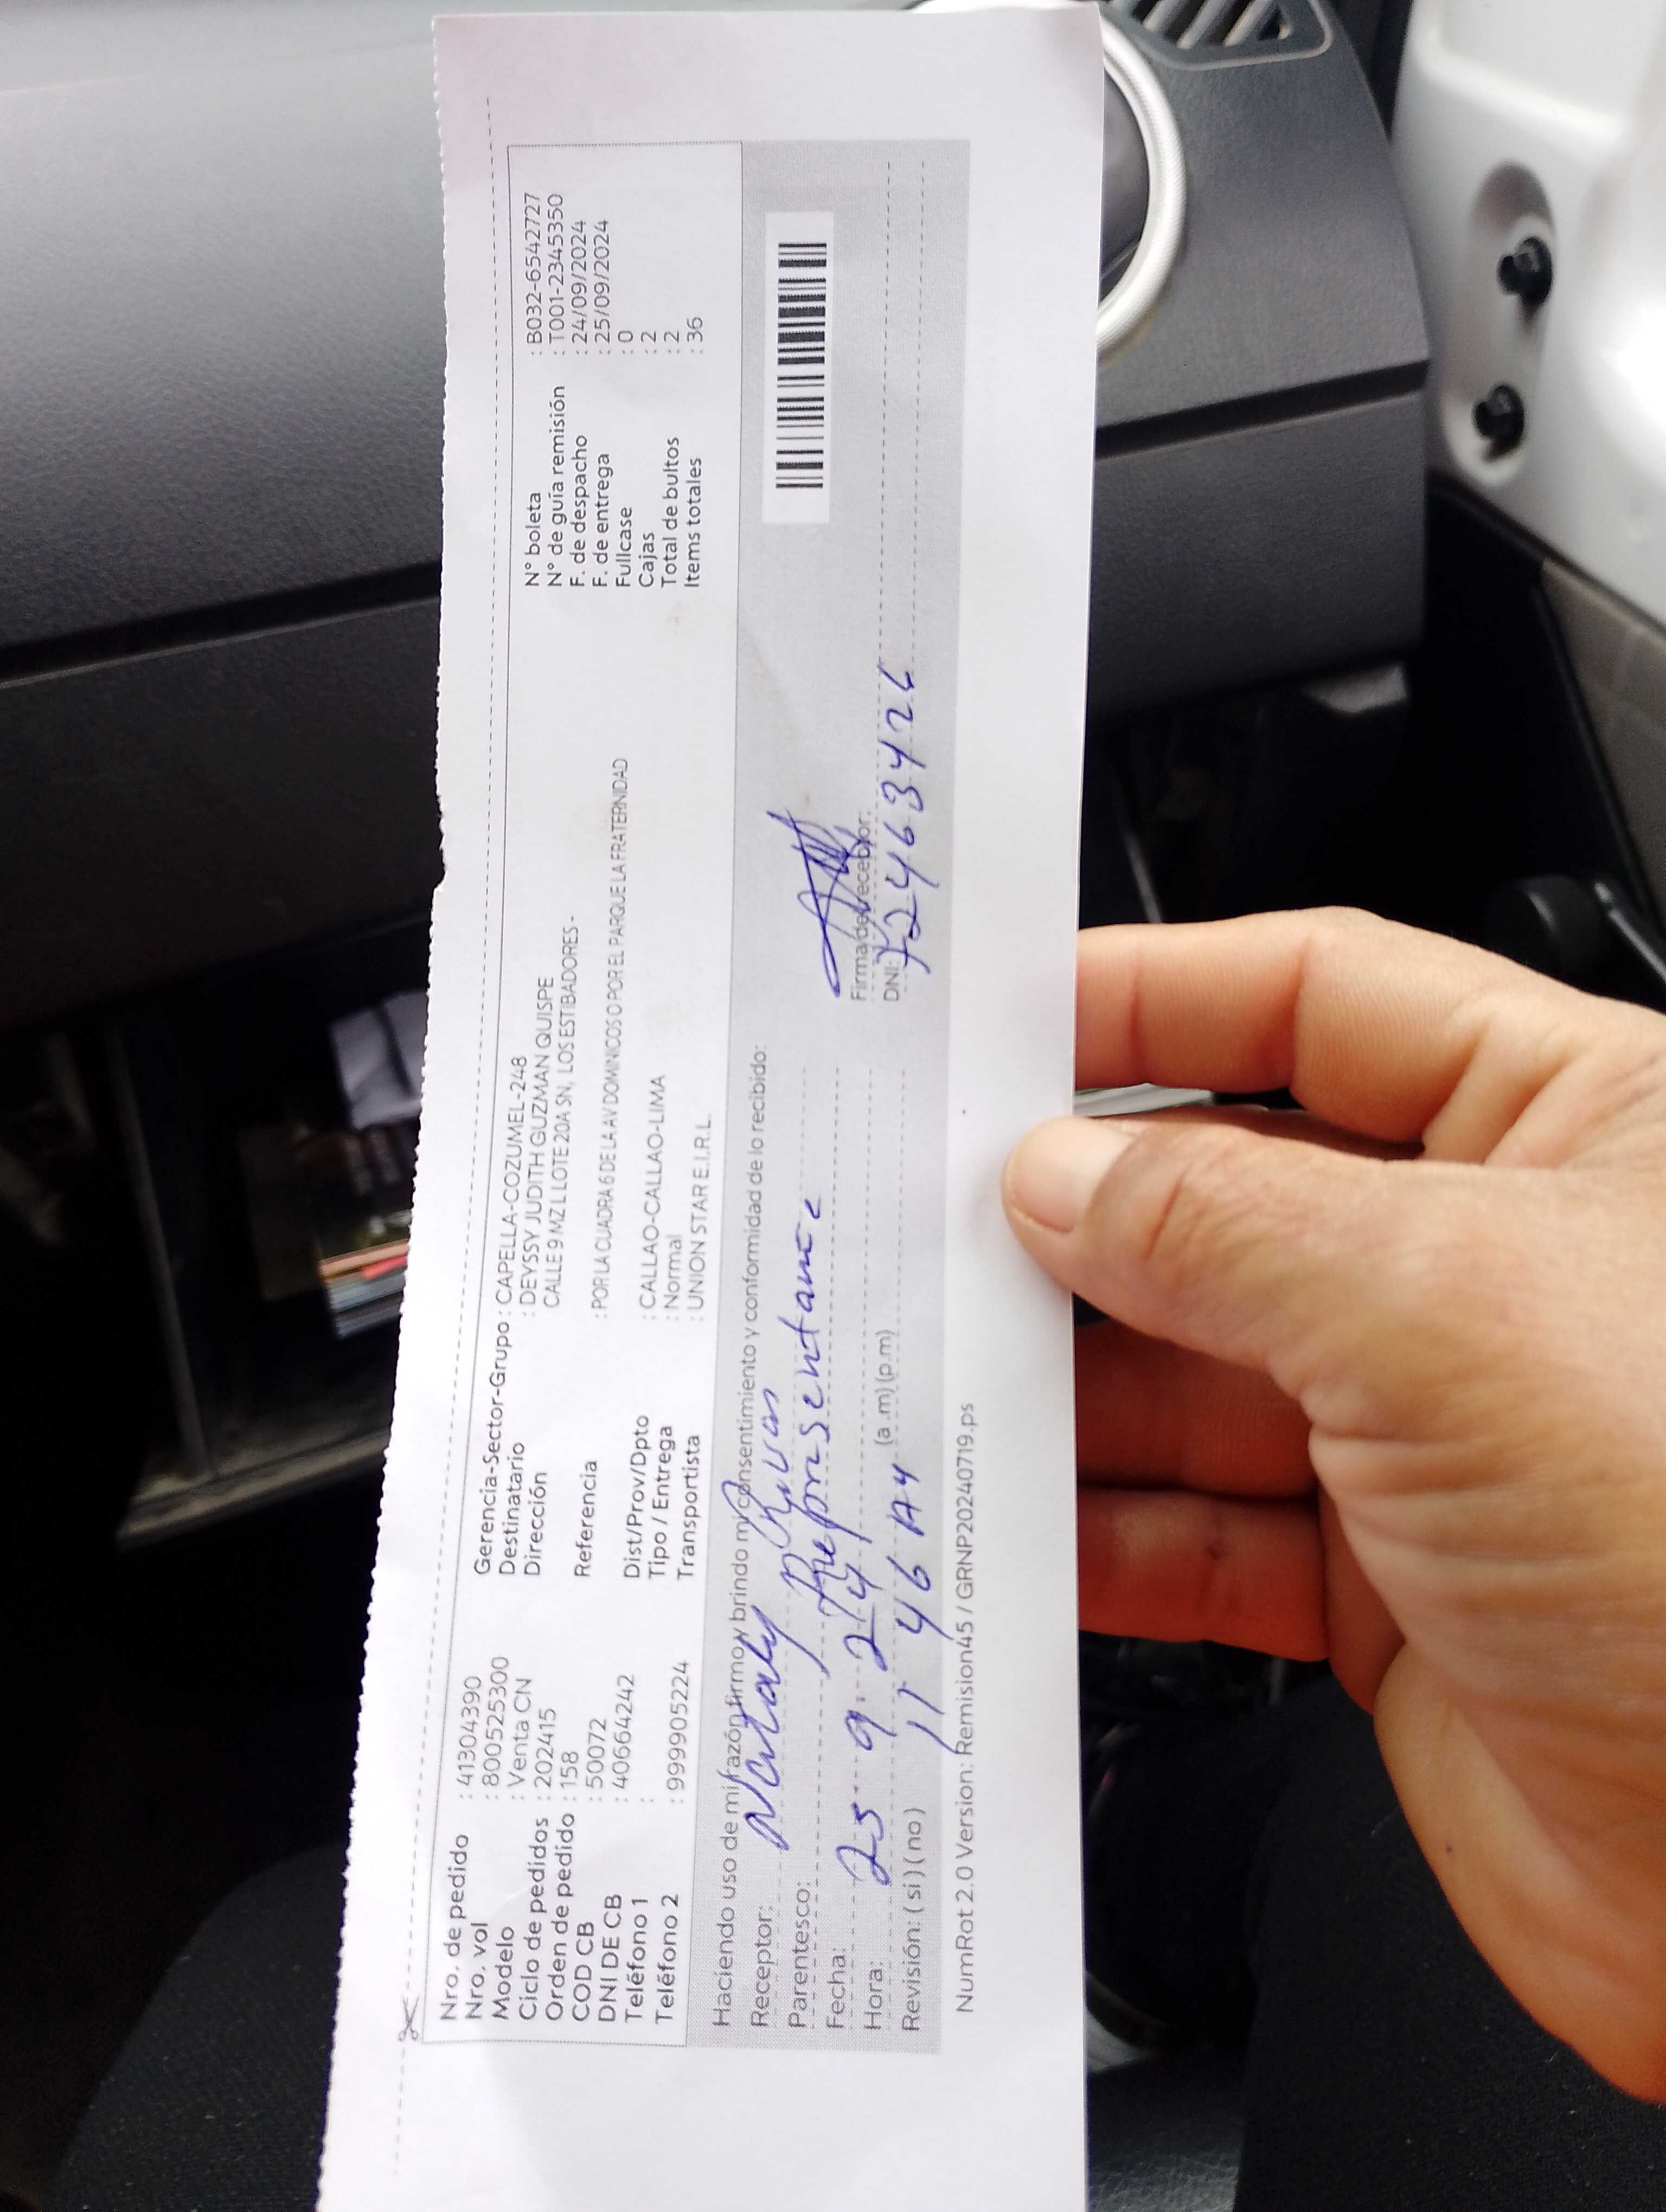 Nro. de pedido : 41304390
Nro. vol : 800525300
Modelo : Venta CN
Ciclo de pedidos : 202415
Orden de pedido : 158
COD CB : 50072
DNI DE CB : 40664242
Teléfono 1 :
Teléfono 2 : 999905224
Gerencia-Sector-Grupo : CAPELLA-COZUMEL-248
Destinatario : DEYSSY JUDITH GUZMAN QUISPE
Dirección CALLE 9 MZ L LOTE 20A SN, LOS ESTIBADORES -
Referencia : POR LA CUADRA 6 DE LA AV DOMINICOS O POR EL PARQUE LA FRATERNIDAD
Dist/Prov/Dpto : CALLAO-CALLAO-LIMA
Tipo / Entrega : Normal
Transportista : UNION STAR E.I.R.L.
N° boleta : B032-6542727
N° de guía remisión : T001-2345350
F. de despacho : 24/09/2024
F. de entrega : 25/09/2024
Fullcase : 0
Cajas : 2
Total de bultos : 2
Items totales : 36
Haciendo uso de mi razón firmo y brindo mi consentimiento y conformidad de lo recibido:
Receptor: Nataly
Parentesco: Representante
Fecha: 25 9 24
Hora: 11 46 AM (a.m) (p.m)
Revisión: ( si ) ( no )
Firma de receptor:
DNI: 72463426
NumRot 2.0 Version: Remision45 / GRNP20240719.ps